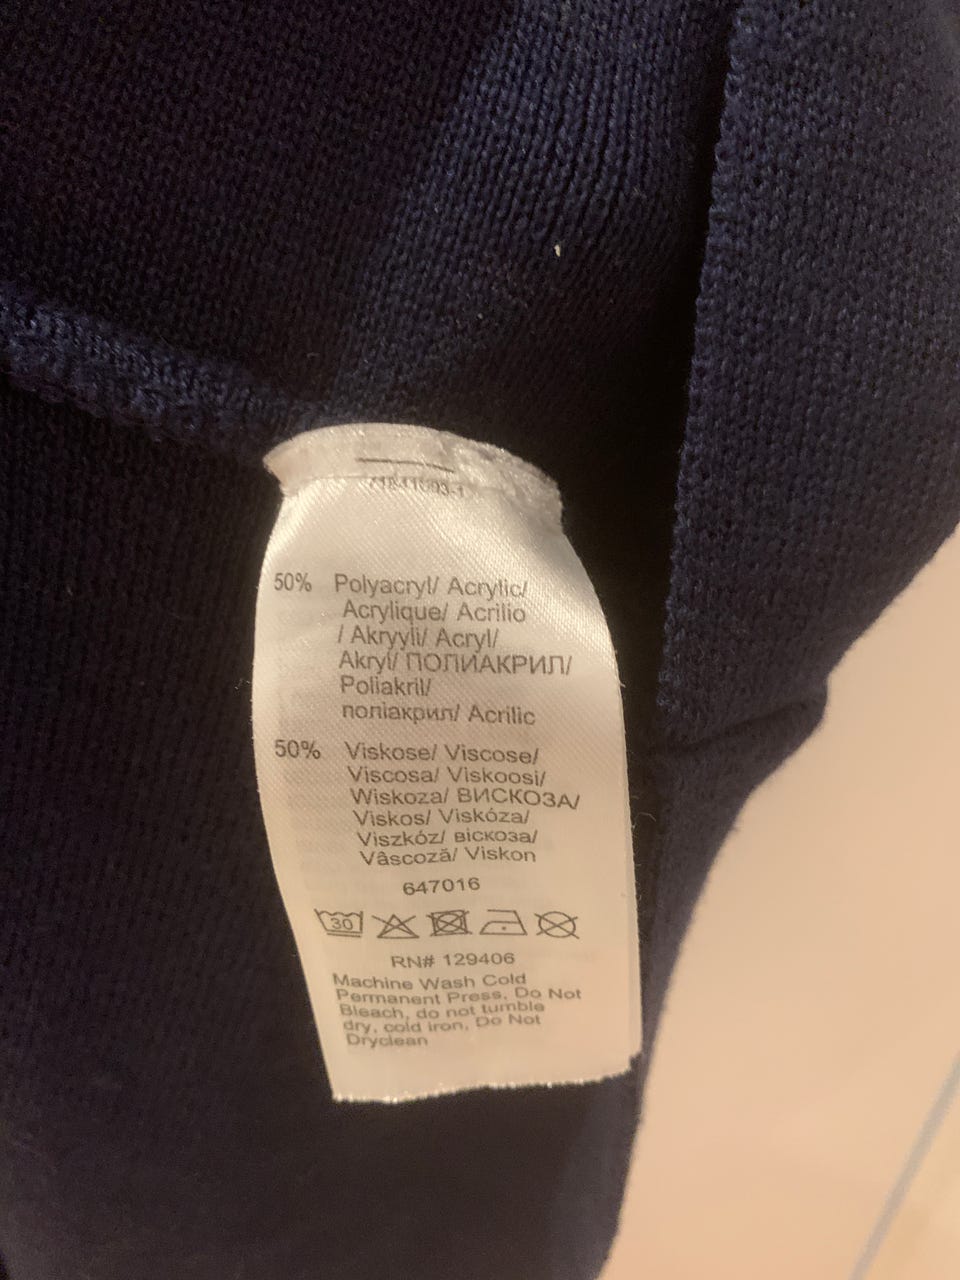 50% Polyacryl/ Acrylic/
Acrylique/ Acrilio
/ Akryyli/ Acryl/
Akryl/ ПОЛИАКРИЛ/
Poliakril/
поліакрил/ Acrilic
50% Viskose/ Viscose/
Viscosa/ Viskoosi/
Wiskoza/ ВИСКОЗА/
Viskos/ Viskóza/
Viszkóz/ віскоза/
Vâscoză/ Viskon
647016
30
RN# 129406
Machine Wash Cold
Permanent Press, Do Not
Bleach, do not tumble
dry, cold iron, Do Not
Dryclean